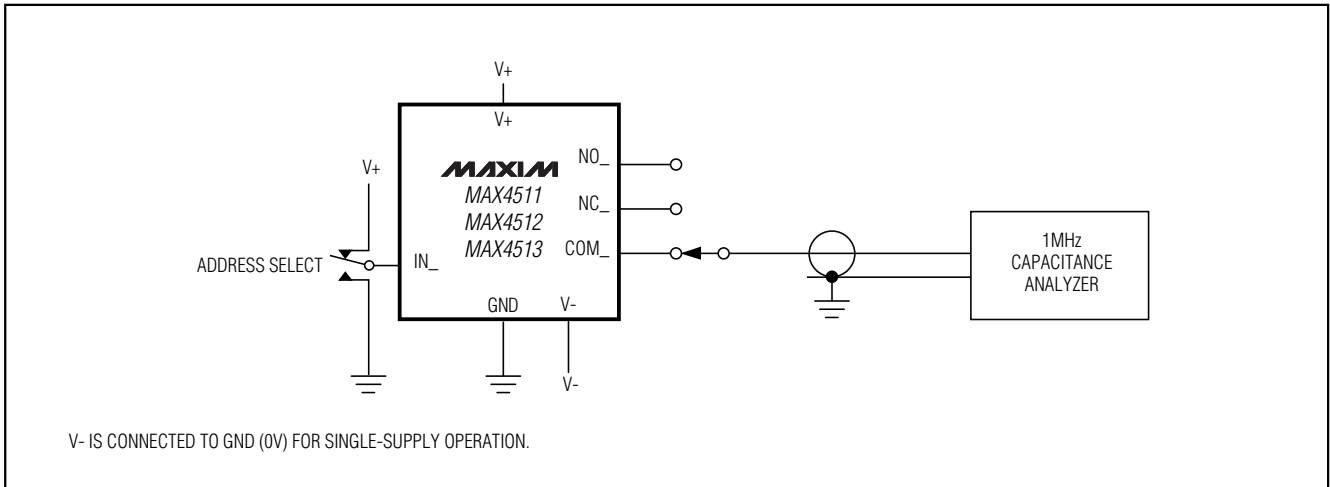 V+
V+
V+
MAXIM
MAX4511
MAX4512
MAX4513
NO_
NC_
COM_
IN_
ADDRESS SELECT
GND
V-
V-
1MHz
CAPACITANCE
ANALYZER
V- IS CONNECTED TO GND (0V) FOR SINGLE-SUPPLY OPERATION.